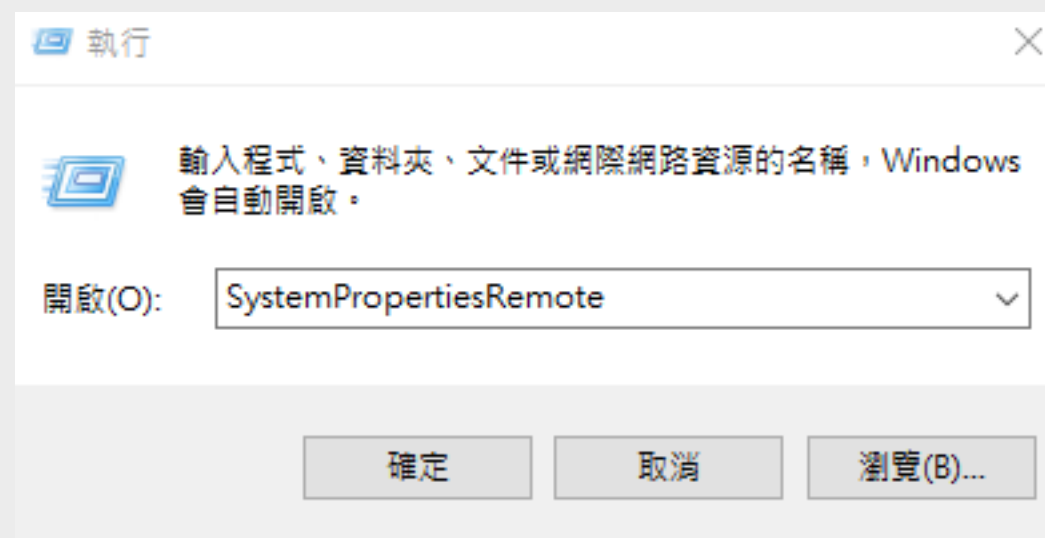 執行
輸入程式、資料夾、文件或網際網路資源的名稱，Windows
會自動開啟。
開啟(O):
SystemPropertiesRemote
確定
取消
瀏覽(B)...